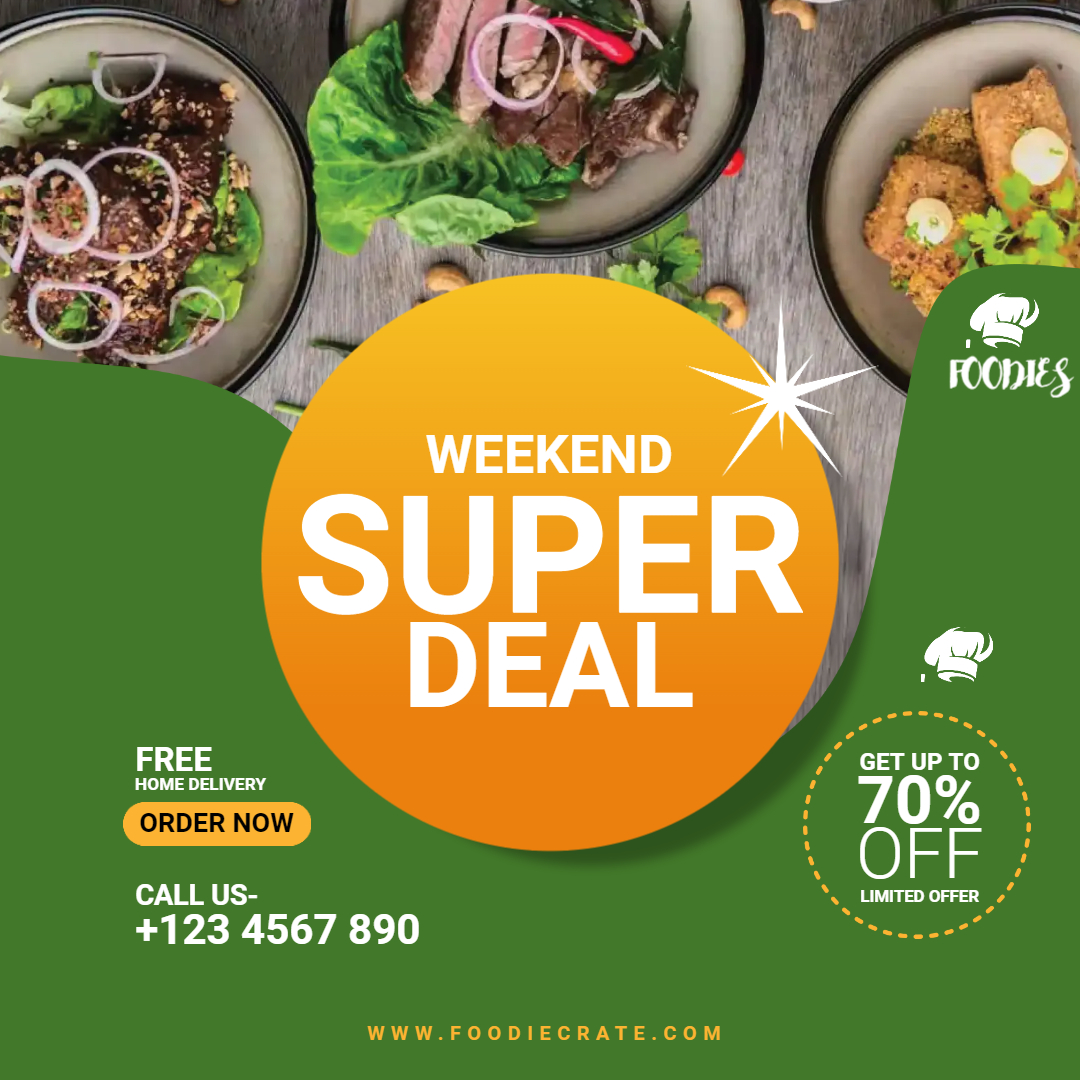 FOODIES
WEEKEND
SUPER
DEAL
FREE
HOME DELIVERY
ORDER NOW
CALL US-
+123 4567 890
GET UP TO
70%
OFF
LIMITED OFFER
WWW.FOODIECRATE.COM